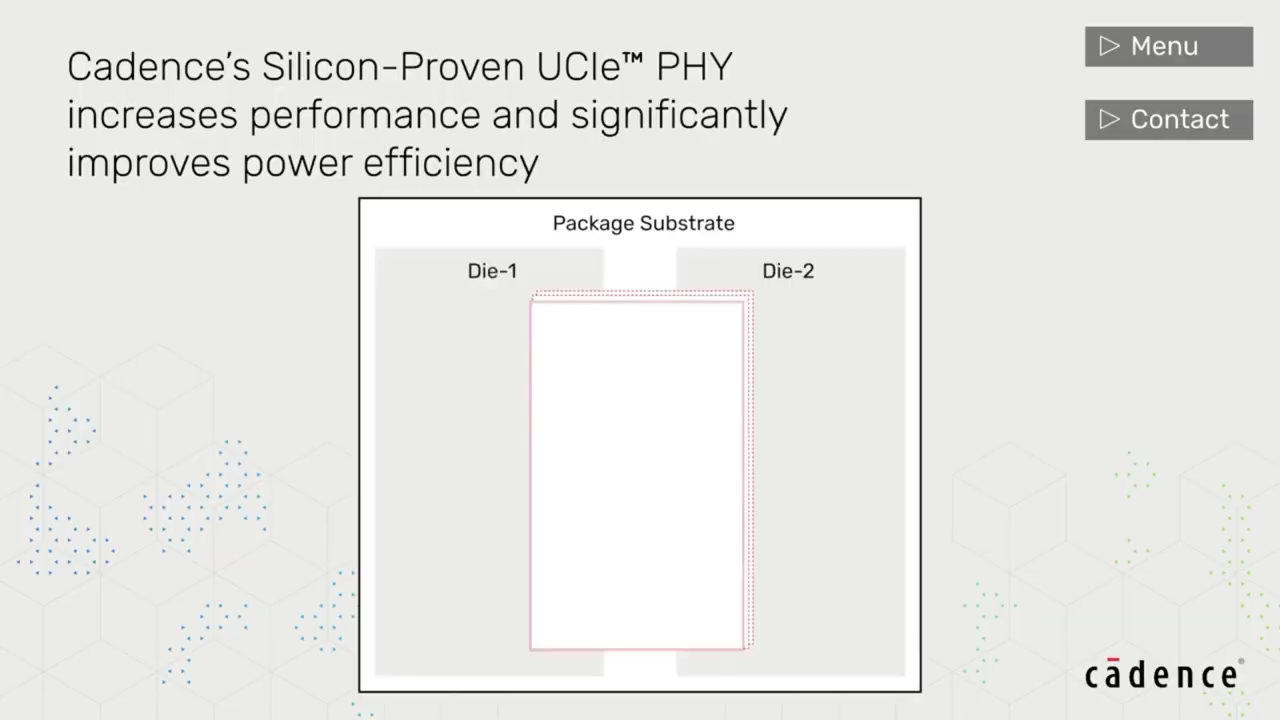 Cadence's Silicon-Proven UCIe™ PHY
increases performance and significantly
improves power efficiency
▷ Menu
▷ Contact
Package Substrate
Die-1
Die-2
cādence®